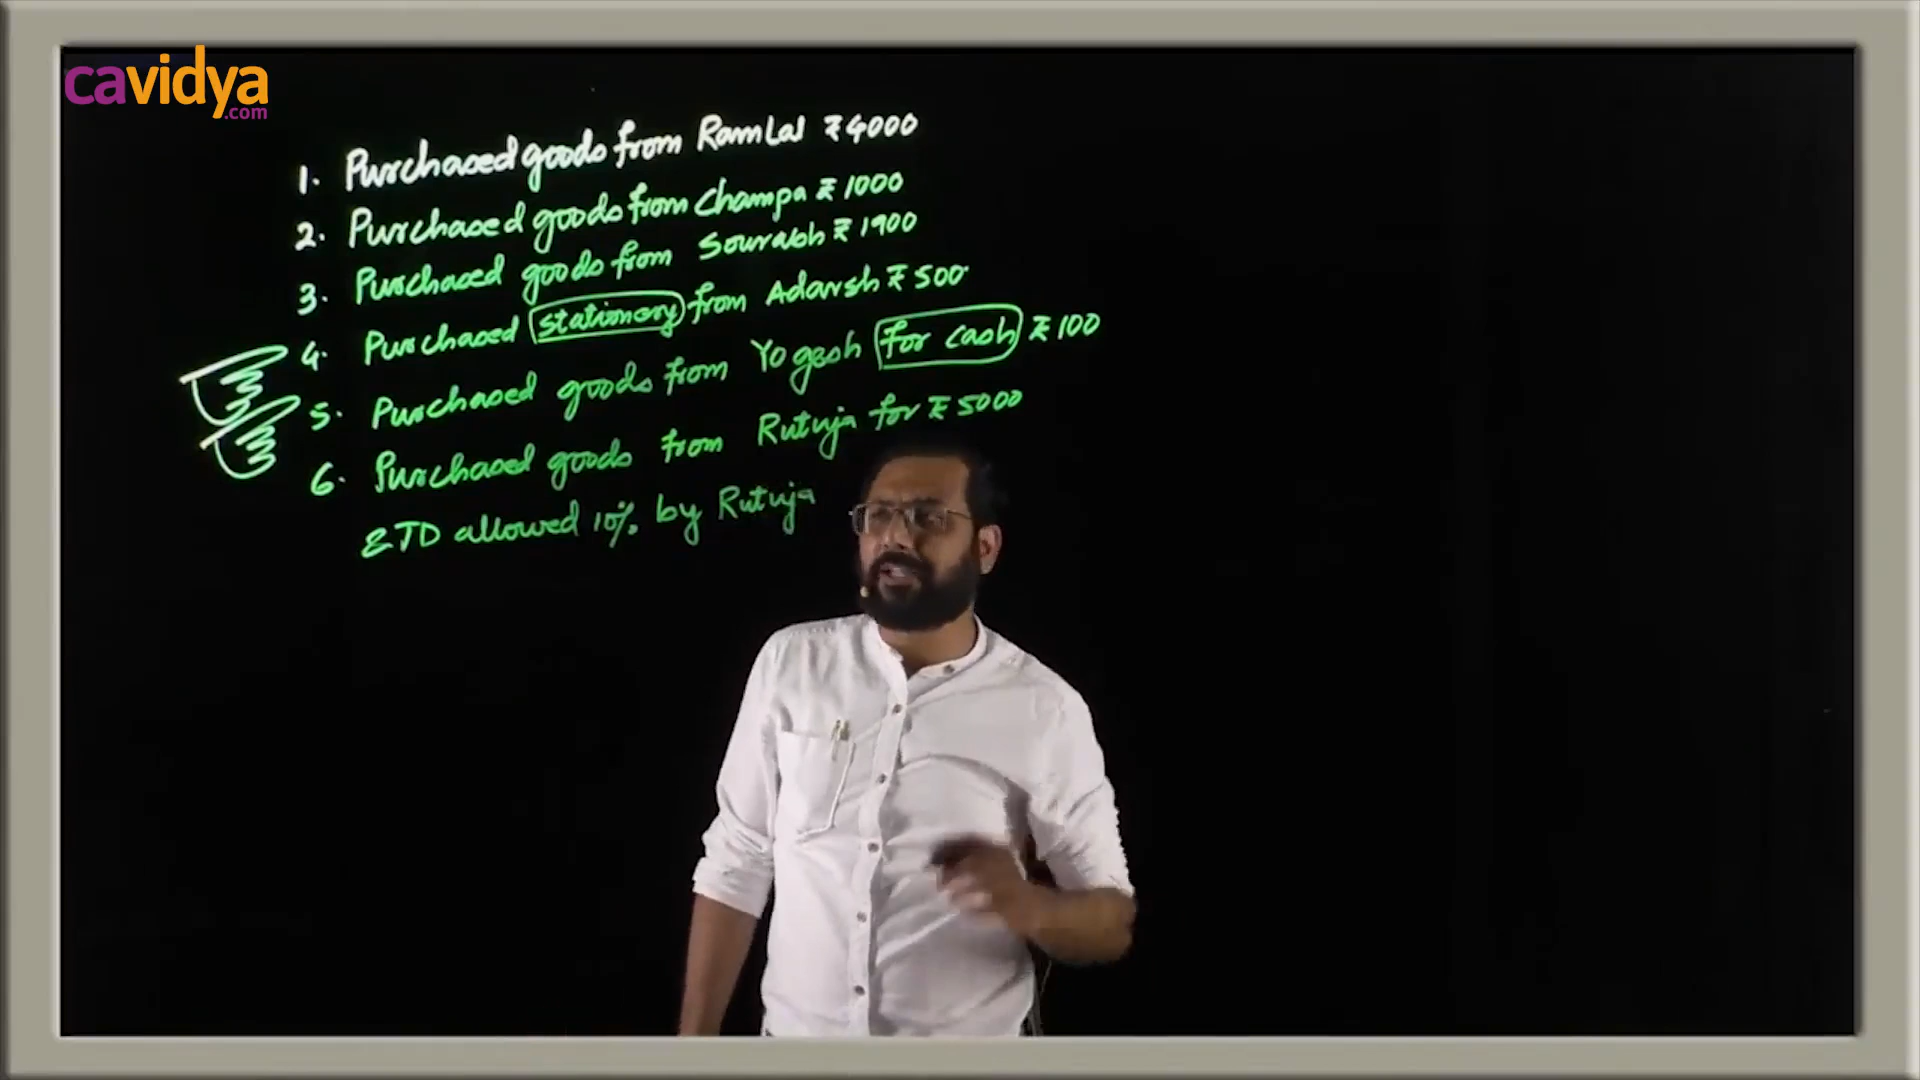 cavidya
.com
1. Purchased goods from RamLal ₹4000
2. Purchased goods from Champa ₹ 1000
3. Purchased goods from Sourabh ₹ 1900
4. Purchased stationery from Adarsh ₹ 500
5. Purchased goods from Yogesh for cash ₹ 100
6. Purchased goods from Rutuja for ₹ 5000
& TD allowed 10% by Rutuja